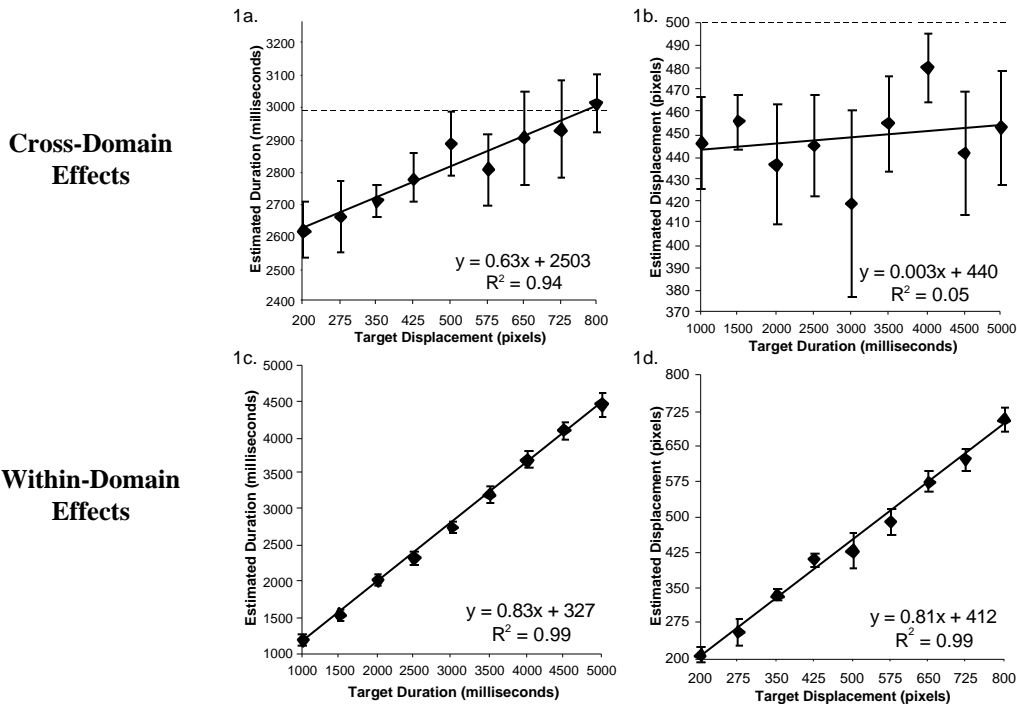 Cross-Domain
Effects
1a.
Estimated Duration (milliseconds)
3200
3100
3000
2900
2800
2700
2600
2500
2400
y = 0.63x + 2503
R² = 0.94
200 275 350 425 500 575 650 725 800
Target Displacement (pixels)
1b.
Estimated Displacement (pixels)
500
490
480
470
460
450
440
430
420
410
400
390
380
370
y = 0.003x + 440
R² = 0.05
1000 1500 2000 2500 3000 3500 4000 4500 5000
Target Duration (milliseconds)
Within-Domain
Effects
1c.
Estimated Duration (milliseconds)
5000
4500
4000
3500
3000
2500
2000
1500
1000
y = 0.83x + 327
R² = 0.99
1000 1500 2000 2500 3000 3500 4000 4500 5000
Target Duration (milliseconds)
1d.
Estimated Displacement (pixels)
800
725
650
575
500
425
350
275
200
y = 0.81x + 412
R² = 0.99
200 275 350 425 500 575 650 725 800
Target Displacement (pixels)